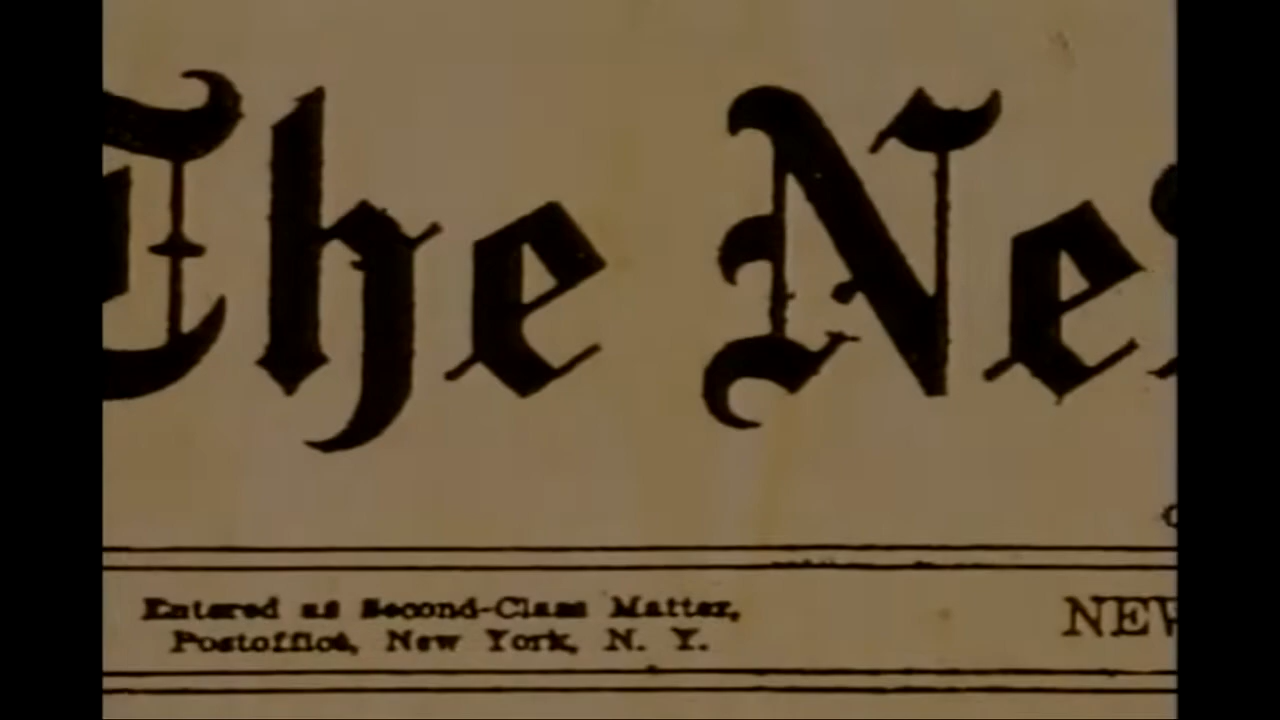 The Ne
Entered as Second-Class Matter,
Postoffice, New York, N. Y.
NEW